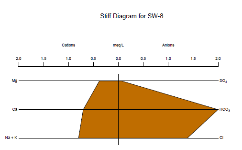 Stiff Diagram for SW-8
Cations meq/L Anions
2.0 1.5 1.0 0.5 0.0 0.5 1.0 1.5 2.0
Mg SO4
Ca HCO3
Na + K Cl